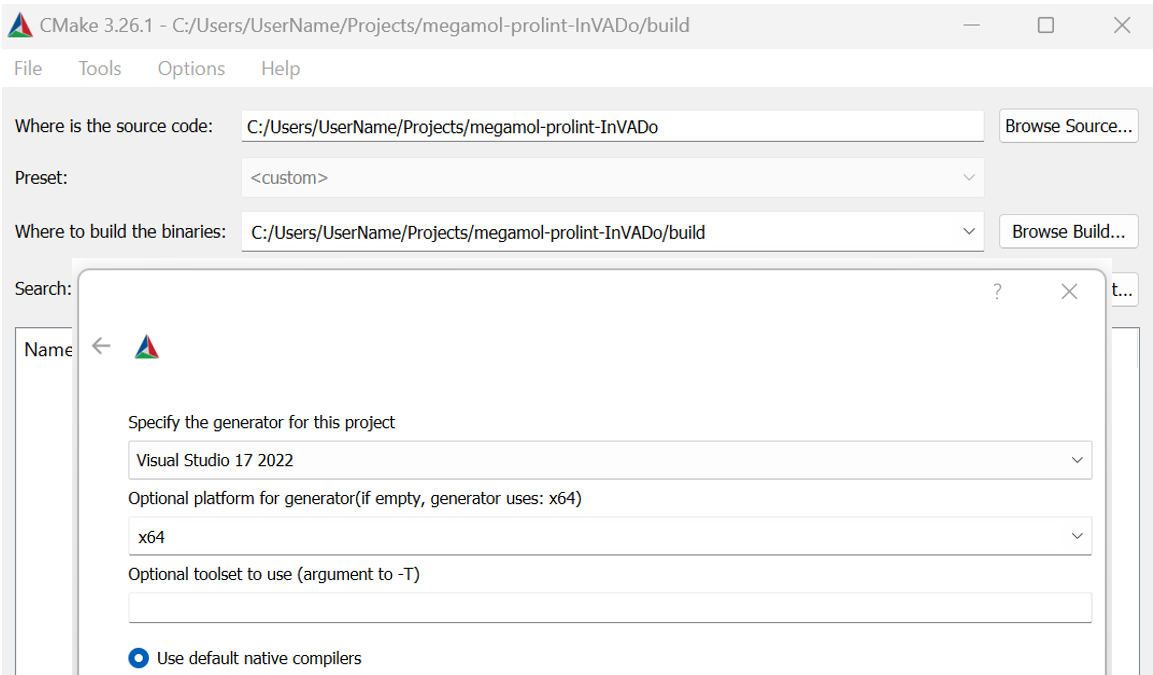 CMake 3.26.1 - C:/Users/UserName/Projects/megamol-prolint-InVADo/build
File Tools Options Help
Where is the source code: C:/Users/UserName/Projects/megamol-prolint-InVADo Browse Source...
Preset: <custom>
Where to build the binaries: C:/Users/UserName/Projects/megamol-prolint-InVADo/build Browse Build...
Search: t...
?
Name
Specify the generator for this project
Visual Studio 17 2022
Optional platform for generator(if empty, generator uses: x64)
x64
Optional toolset to use (argument to -T)
Use default native compilers